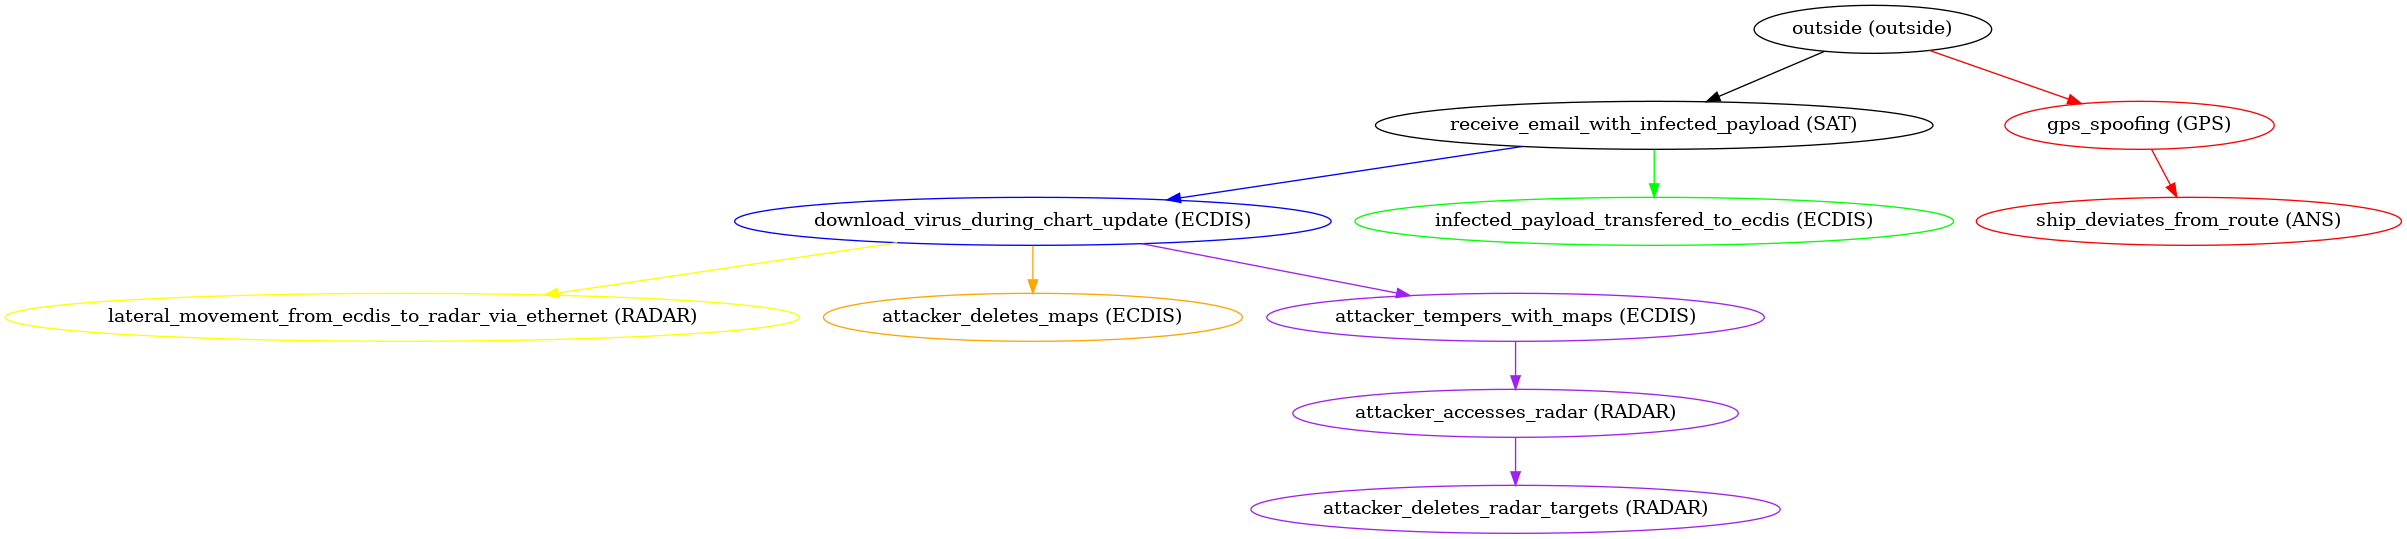 outside (outside)
receive_email_with_infected_payload (SAT)
gps_spoofing (GPS)
download_virus_during_chart_update (ECDIS)
infected_payload_transfered_to_ecdis (ECDIS)
ship_deviates_from_route (ANS)
lateral_movement_from_ecdis_to_radar_via_ethernet (RADAR)
attacker_deletes_maps (ECDIS)
attacker_tempers_with_maps (ECDIS)
attacker_accesses_radar (RADAR)
attacker_deletes_radar_targets (RADAR)